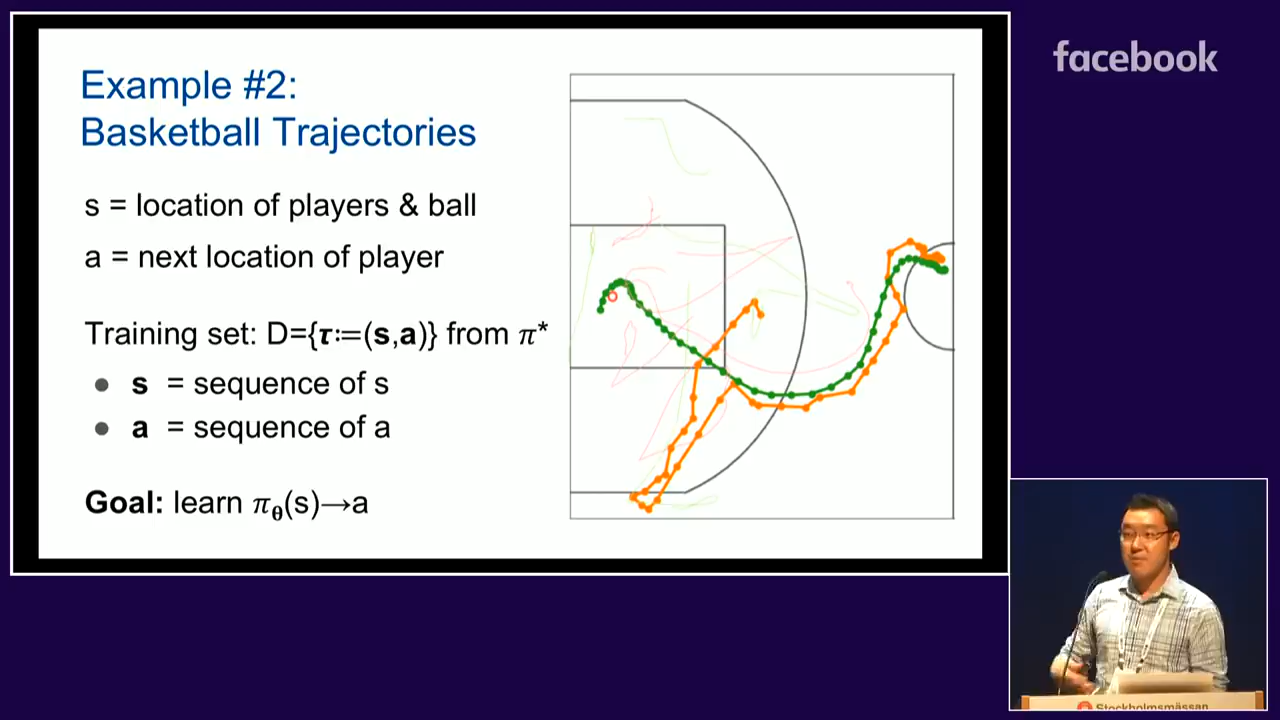 Example #2:
Basketball Trajectories
s = location of players & ball
a = next location of player
Training set: D={𝝉:=(s,a)} from π*
● s = sequence of s
● a = sequence of a
Goal: learn πθ(s)→a
facebook
Stockholmsmässan